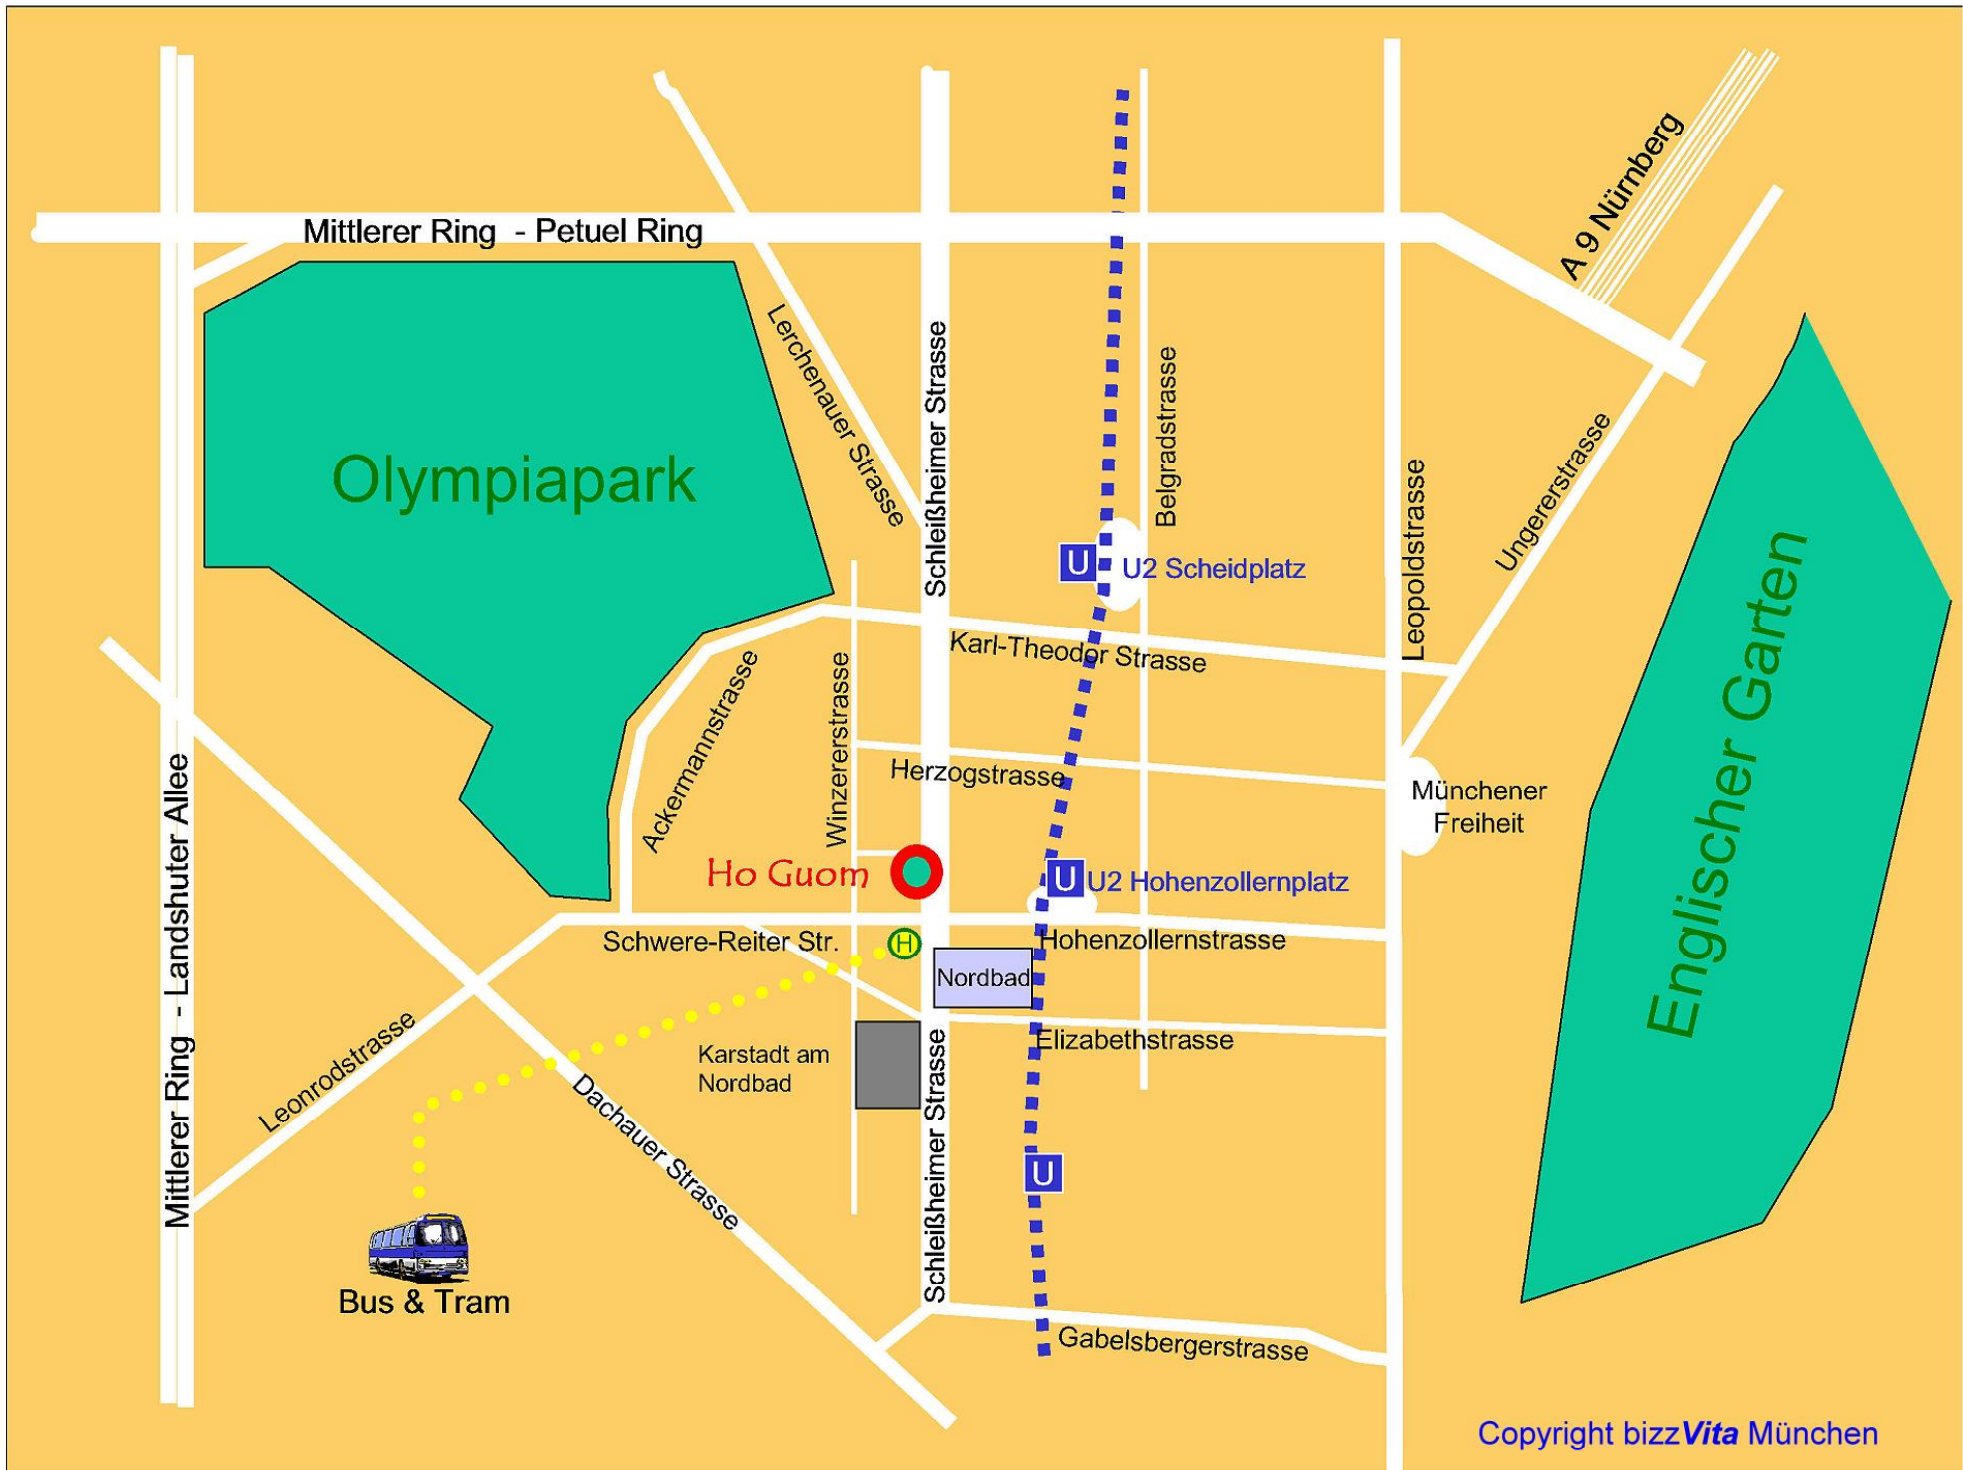 A 9 Nürnberg
Mittlerer Ring - Petuel Ring
Lerchenauer Strasse
Schleißheimer Strasse
Belgradstrasse
Leopoldstrasse
Ungererstrasse
Olympiapark
U
U2 Scheidplatz
Englischer Garten
Karl-Theodor Strasse
Ackermannstrasse
Winzererstrasse
Herzogstrasse
Münchener
Freiheit
Mittlerer Ring - Landshuter Allee
Ho Guom
U
U2 Hohenzollernplatz
Schwere-Reiter Str.
H
Hohenzollernstrasse
Nordbad
Leonrodstrasse
Karstadt am
Nordbad
Elizabethstrasse
Dachauer Strasse
Schleißheimer Strasse
U
Bus & Tram
Gabelsbergerstrasse
Copyright bizzVita München